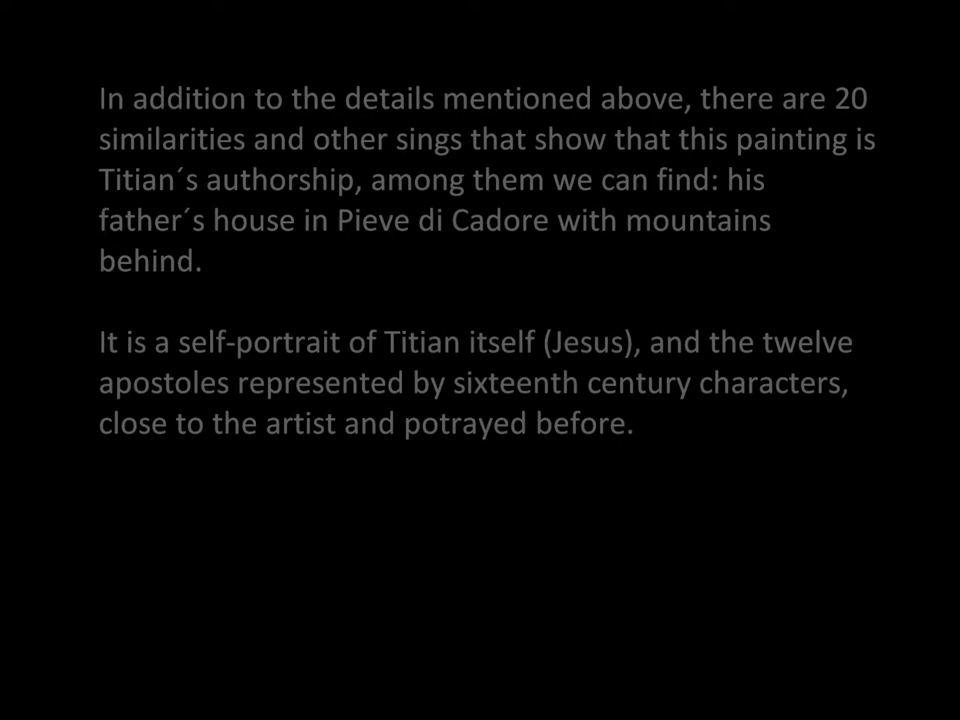 In addition to the details mentioned above, there are 20
similarities and other sings that show that this painting is
Titian´s authorship, among them we can find: his
father´s house in Pieve di Cadore with mountains
behind.
It is a self-portrait of Titian itself (Jesus), and the twelve
apostoles represented by sixteenth century characters,
close to the artist and potrayed before.